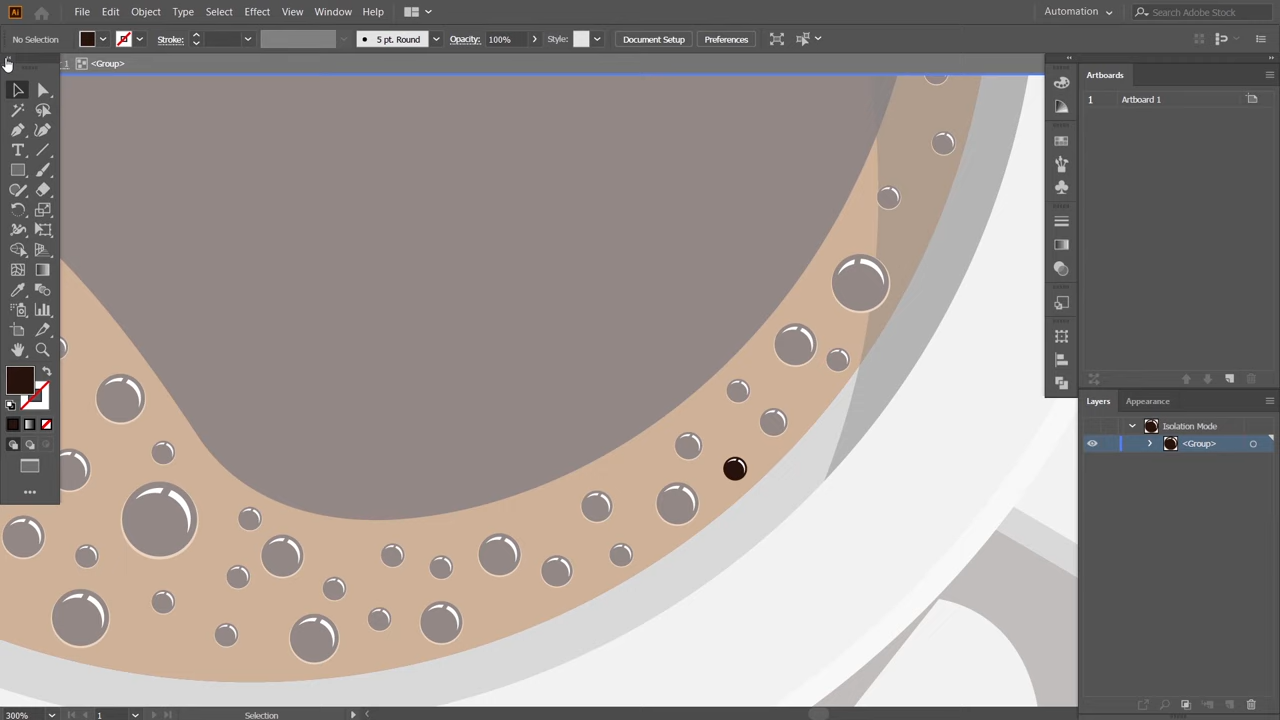 Ai File Edit Object Type Select Effect View Window Help Automation Search Adobe Stock
No Selection Stroke: 5 pt. Round Opacity: 100% Style: Document Setup Preferences
1 <Group>
Artboards
1 Artboard 1
Layers Appearance
Isolation Mode
<Group>
300% 1 Selection